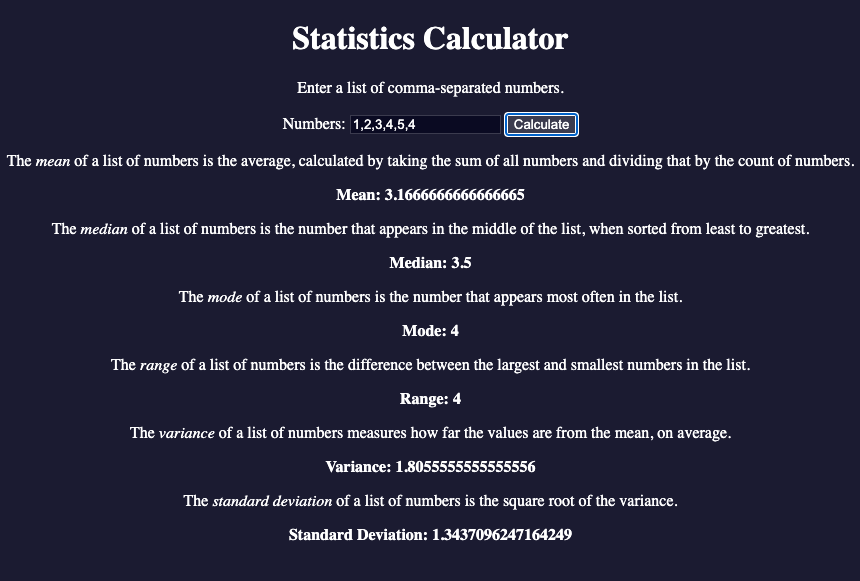 Statistics Calculator
Enter a list of comma-separated numbers.
Numbers: 1,2,3,4,5,4 Calculate
The mean of a list of numbers is the average, calculated by taking the sum of all numbers and dividing that by the count of numbers.
Mean: 3.1666666666666665
The median of a list of numbers is the number that appears in the middle of the list, when sorted from least to greatest.
Median: 3.5
The mode of a list of numbers is the number that appears most often in the list.
Mode: 4
The range of a list of numbers is the difference between the largest and smallest numbers in the list.
Range: 4
The variance of a list of numbers measures how far the values are from the mean, on average.
Variance: 1.8055555555555556
The standard deviation of a list of numbers is the square root of the variance.
Standard Deviation: 1.3437096247164249